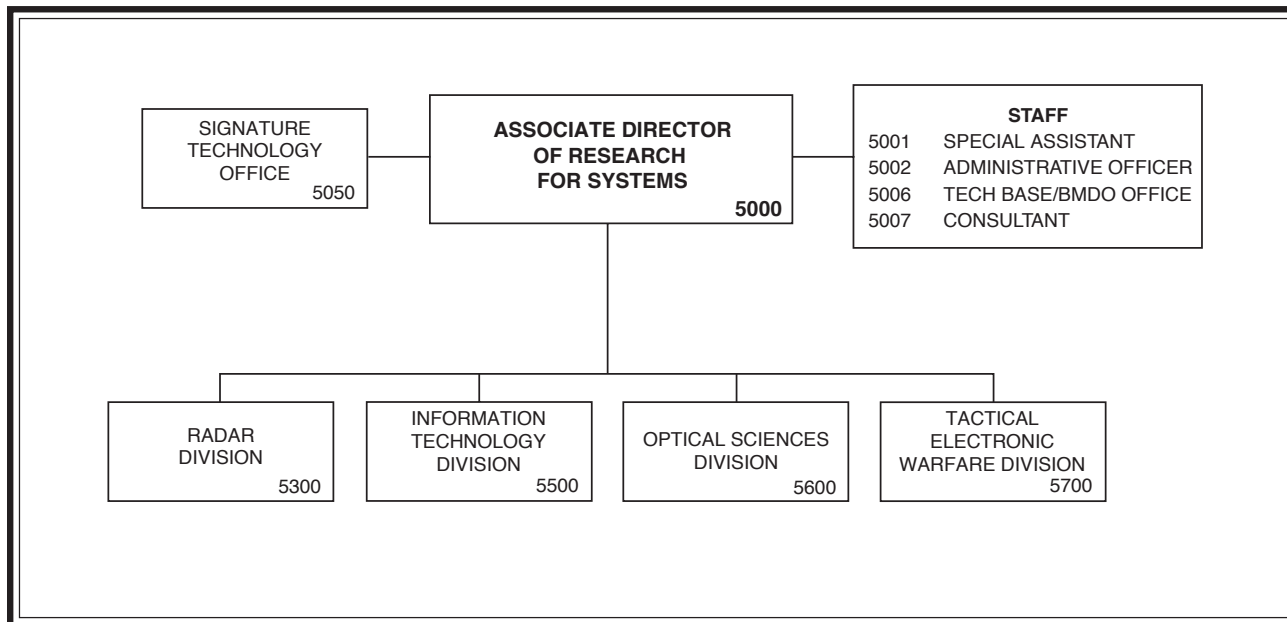 SIGNATURE
TECHNOLOGY
OFFICE
5050
ASSOCIATE DIRECTOR
OF RESEARCH
FOR SYSTEMS
5000
STAFF
5001 SPECIAL ASSISTANT
5002 ADMINISTRATIVE OFFICER
5006 TECH BASE/BMDO OFFICE
5007 CONSULTANT
RADAR
DIVISION
5300
INFORMATION
TECHNOLOGY
DIVISION
5500
OPTICAL SCIENCES
DIVISION
5600
TACTICAL
ELECTRONIC
WARFARE DIVISION
5700